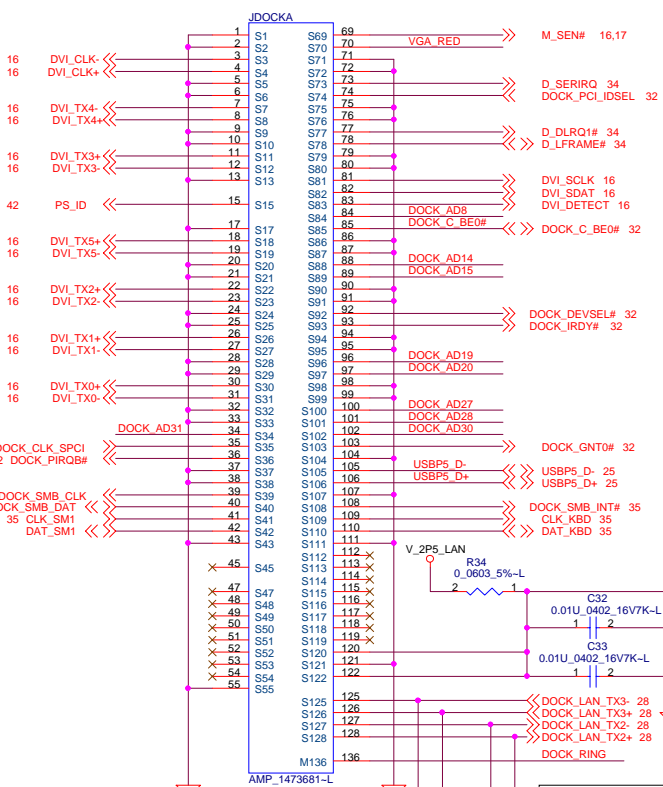 JDOCKA
1 S1 S69 69 M_SEN# 16,17
2 S2 S70 70 VGA_RED
16 DVI_CLK- 3 S3 S71 71
16 DVI_CLK+ 4 S4 S72 72
5 S5 S73 73 D_SERIRQ 34
6 S6 S74 74 DOCK_PCI_IDSEL 32
16 DVI_TX4- 7 S7 S75 75
16 DVI_TX4+ 8 S8 S76 76
9 S9 S77 77 D_DLRQ1# 34
10 S10 S78 78 D_LFRAME# 34
16 DVI_TX3+ 11 S11 S79 79
16 DVI_TX3- 12 S12 S80 80
13 S13 S81 81 DVI_SCLK 16
S82 82 DVI_SDAT 16
42 PS_ID 15 S15 S83 83 DVI_DETECT 16
S84 84 DOCK_AD8
17 S17 S85 85 DOCK_C_BE0# DOCK_C_BE0# 32
16 DVI_TX5+ 18 S18 S86 86
16 DVI_TX5- 19 S19 S87 87
20 S20 S88 88 DOCK_AD14
21 S21 S89 89 DOCK_AD15
16 DVI_TX2+ 22 S22 S90 90
16 DVI_TX2- 23 S23 S91 91
24 S24 S92 92 DOCK_DEVSEL# 32
25 S25 S93 93 DOCK_IRDY# 32
16 DVI_TX1+ 26 S26 S94 94
16 DVI_TX1- 27 S27 S95 95
28 S28 S96 96 DOCK_AD19
29 S29 S97 97 DOCK_AD20
16 DVI_TX0+ 30 S30 S98 98
16 DVI_TX0- 31 S31 S99 99
32 S32 S100 100 DOCK_AD27
33 S33 S101 101 DOCK_AD28
DOCK_AD31 34 S34 S102 102 DOCK_AD30
OCK_CLK_SPCI 35 S35 S103 103 DOCK_GNT0# 32
2 DOCK_PIRQB# 36 S36 S104 104
37 S37 S105 105 USBP5_D- USBP5_D- 25
38 S38 S106 106 USBP5_D+ USBP5_D+ 25
OCK_SMB_CLK 39 S39 S107 107
CK_SMB_DAT 40 S40 S108 108 DOCK_SMB_INT# 35
35 CLK_SM1 41 S41 S109 109 CLK_KBD 35
DAT_SM1 42 S42 S110 110 DAT_KBD 35
43 S43 S111 111
S112 112 V_2P5_LAN
45 S45 S113 113 R34
S114 114 0_0603_5%~L
47 S47 S115 115 2 1
48 S48 S116 116 C32
49 S49 S117 117 0.01U_0402_16V7K~L
50 S50 S118 118 1 2
51 S51 S119 119
52 S52 S120 120 C33
53 S53 S121 121 0.01U_0402_16V7K~L
54 S54 S122 122 1 2
55 S55
S125 125 DOCK_LAN_TX3- 28
S126 126 DOCK_LAN_TX3+ 28
S127 127 DOCK_LAN_TX2- 28
S128 128 DOCK_LAN_TX2+ 28
M136 136 DOCK_RING
AMP_1473681~L